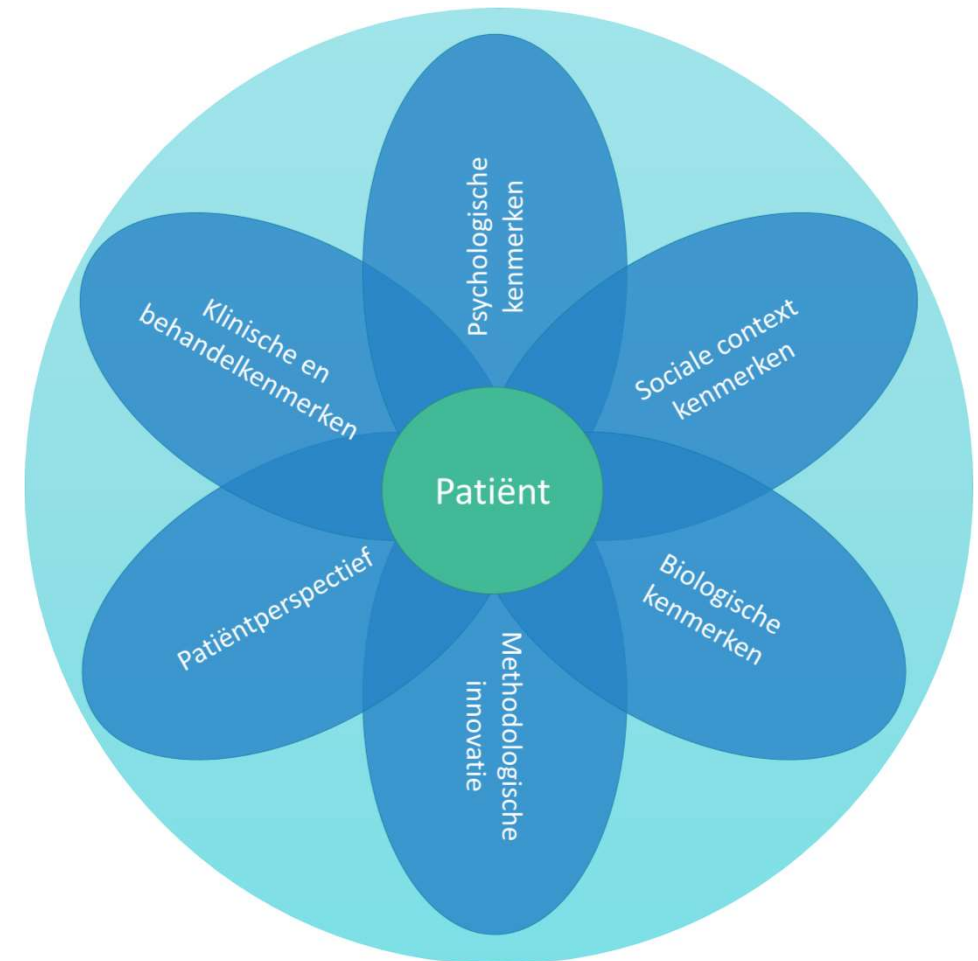 Psychologische
kenmerken
Klinische en
behandelkenmerken
Sociale context
kenmerken
Patiënt
Patiëntperspectief
Biologische
kenmerken
Methodologische
innovatie